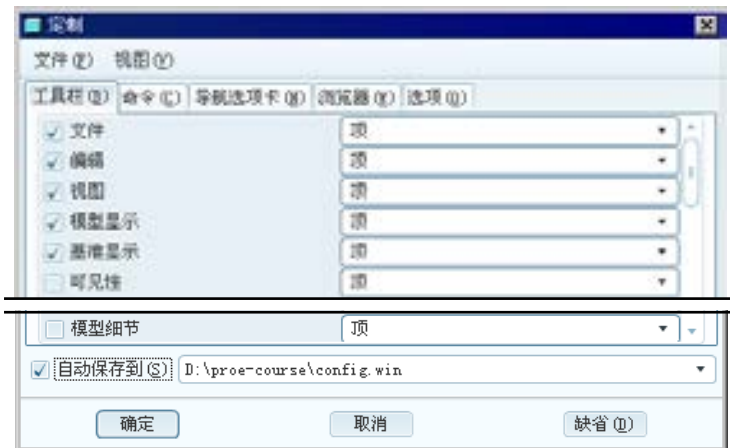 定制
文件(F) 视图(V)
工具栏(B) 命令(C) 导航选项卡(N) 浏览器(W) 选项(O)
文件 顶
编辑 顶
视图 顶
模型显示 顶
基准显示 顶
可见性 顶
模型细节 顶
自动保存到(S) D:\proe-course\config.win
确定 取消 缺省(D)